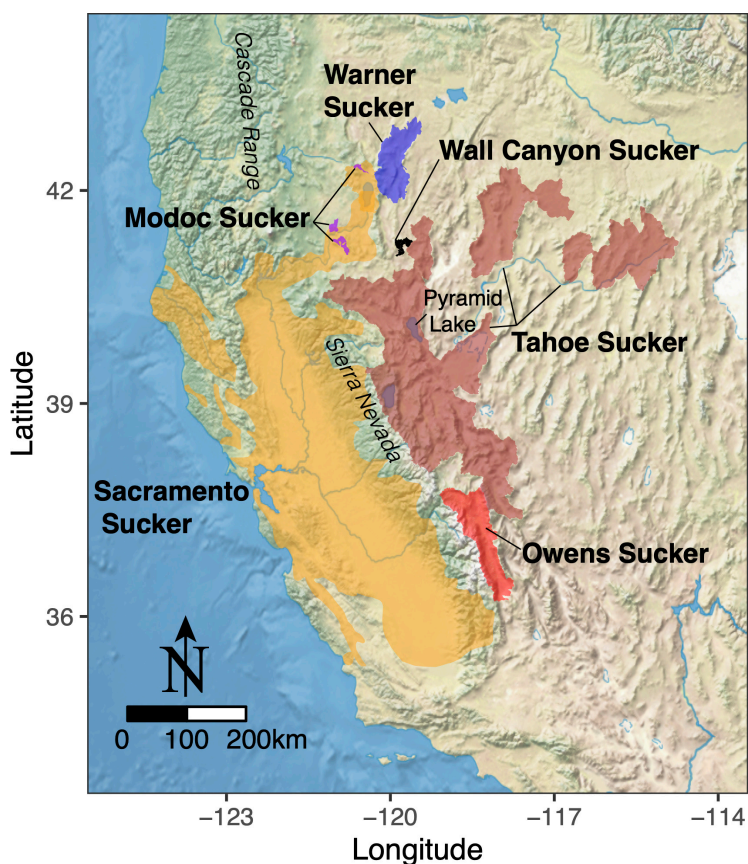 Cascade Range
Warner
Sucker
Wall Canyon Sucker
42
Modoc Sucker
Pyramid
Lake
Tahoe Sucker
Sierra Nevada
39
Latitude
Sacramento
Sucker
Owens Sucker
36
N
0 100 200km
−123 −120 −117 −114
Longitude